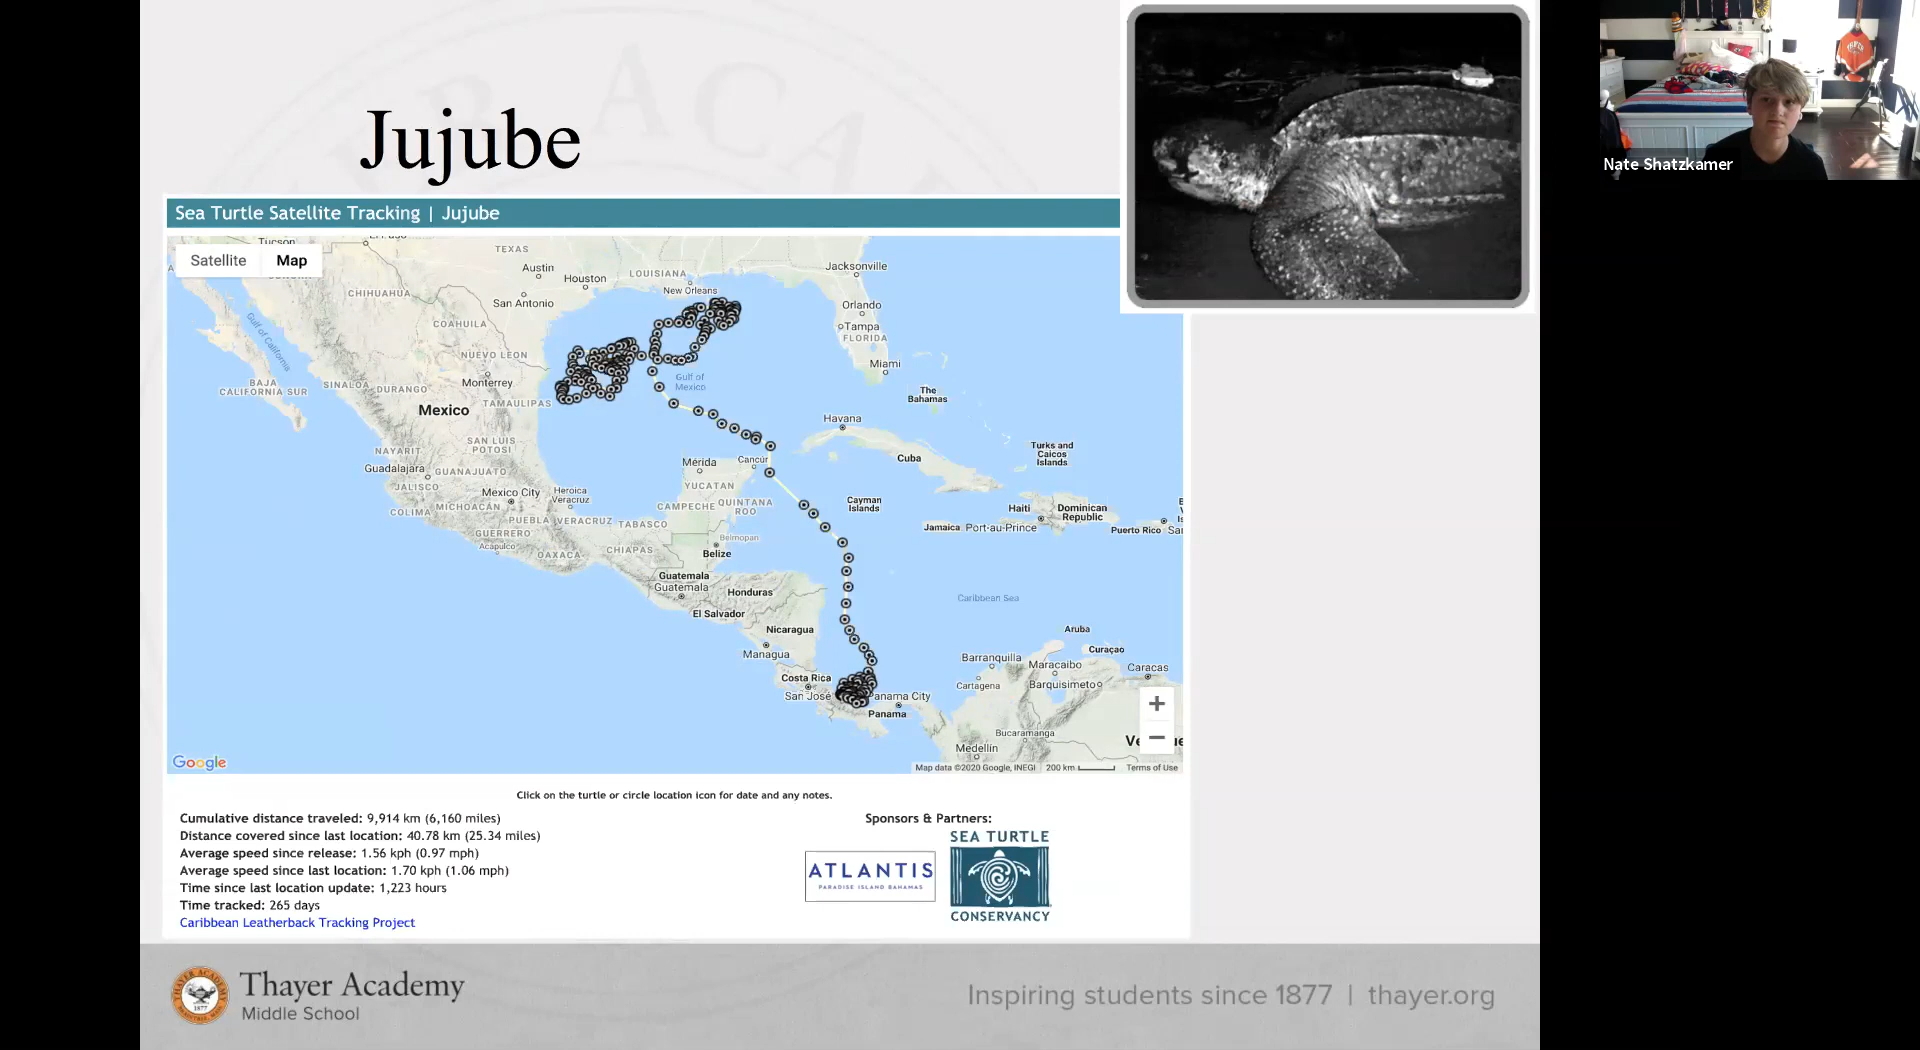 Jujube
Sea Turtle Satellite Tracking | Jujube
Satellite
Map
Tucson
TEXAS
Austin
Houston
San Antonio
LOUISIANA
New Orleans
Jacksonville
Orlando
Tampa
FLORIDA
Miami
CHIHUAHUA
Gulf of California
COAHUILA
NUEVO LEON
Monterrey
BAJA
CALIFORNIA SUR
SINALOA
DURANGO
TAMAULIPAS
Mexico
Gulf of
Mexico
The
Bahamas
Havana
Cuba
Turks and
Caicos
Islands
SAN LUIS
POTOSI
NAYARIT
Guadalajara
GUANAJUATO
JALISCO
Mexico City
Heroica
Veracruz
COLIMA
MICHOACAN
PUEBLA
VERACRUZ
TABASCO
GUERRERO
Acapulco
OAXACA
CHIAPAS
Mérida
Cancún
YUCATAN
CAMPECHE
QUINTANA
ROO
Cayman
Islands
Haiti
Dominican
Republic
Jamaica
Port-au-Prince
Puerto Rico
Belmopan
Belize
Guatemala
Guatemala
Honduras
El Salvador
Nicaragua
Managua
Caribbean Sea
Aruba
Curaçao
Barranquilla
Maracaibo
Caracas
Cartagena
Barquisimeto
Costa Rica
San José
Panama City
Panama
Bucaramanga
Medellín
Google
Map data ©2020 Google, INEGI
200 km
Terms of Use
Click on the turtle or circle location icon for date and any notes.
Cumulative distance traveled: 9,914 km (6,160 miles)
Distance covered since last location: 40.78 km (25.34 miles)
Average speed since release: 1.56 kph (0.97 mph)
Average speed since last location: 1.70 kph (1.06 mph)
Time since last location update: 1,223 hours
Time tracked: 265 days
Caribbean Leatherback Tracking Project
Sponsors & Partners:
ATLANTIS
PARADISE ISLAND BAHAMAS
SEA TURTLE
CONSERVANCY
Thayer Academy
Middle School
THAYER ACADEMY
1877
Inspiring students since 1877 | thayer.org
Nate Shatzkamer